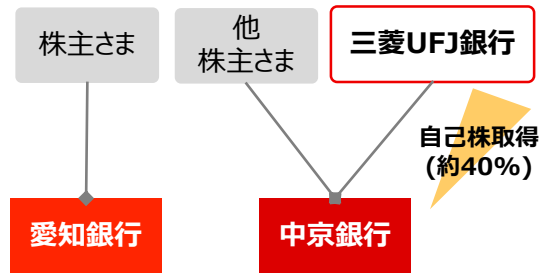 株主さま
他
株主さま
三菱UFJ銀行
自己株取得
(約40%)
愛知銀行
中京銀行